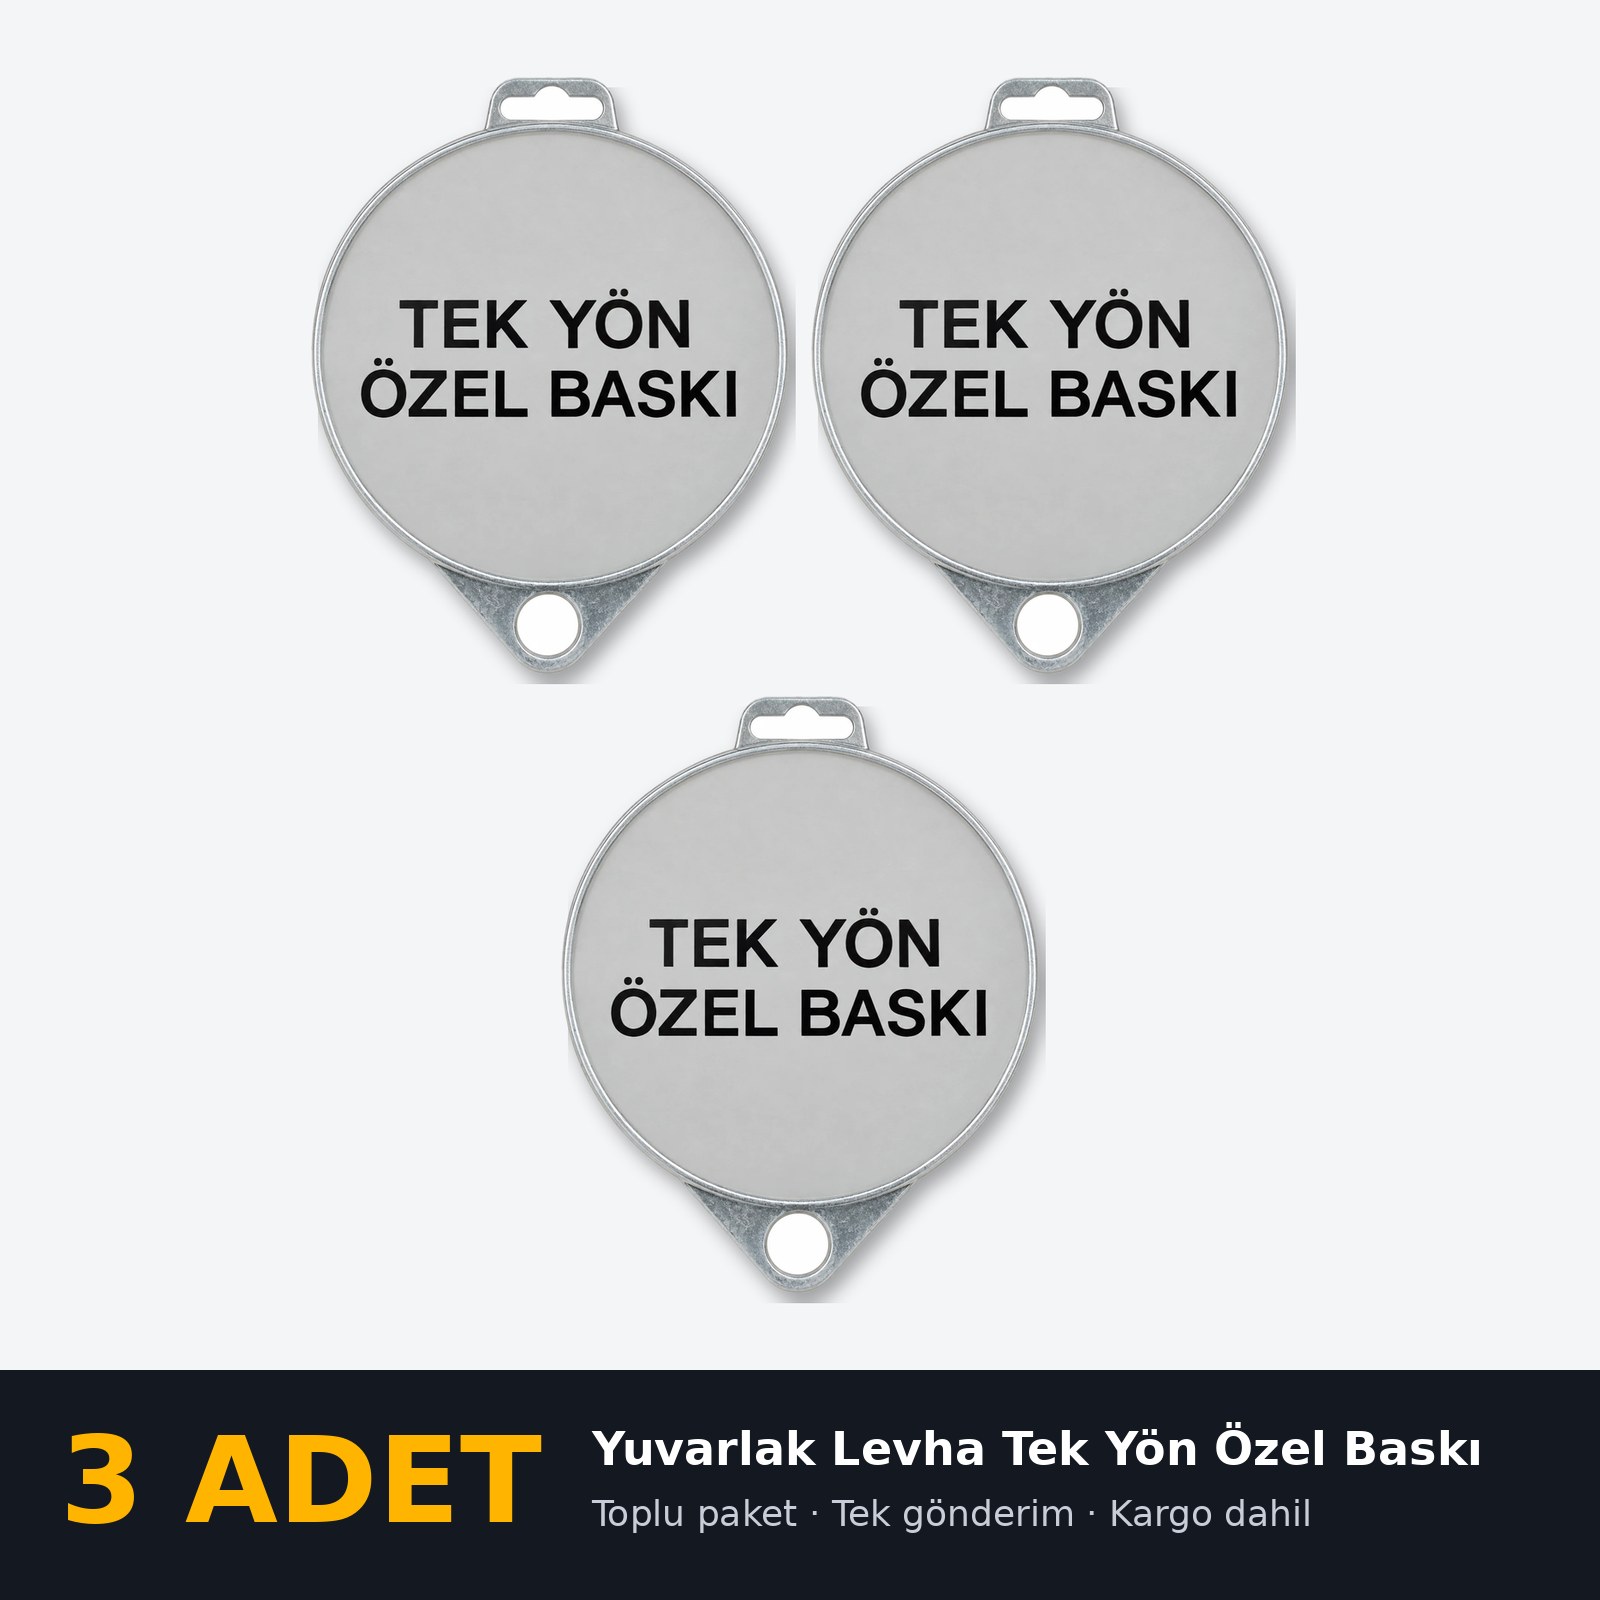 TEK YÖN
ÖZEL BASKI
TEK YÖN
ÖZEL BASKI
TEK YÖN
ÖZEL BASKI
3 ADET
Yuvarlak Levha Tek Yön Özel Baskı
Toplu paket · Tek gönderim · Kargo dahil